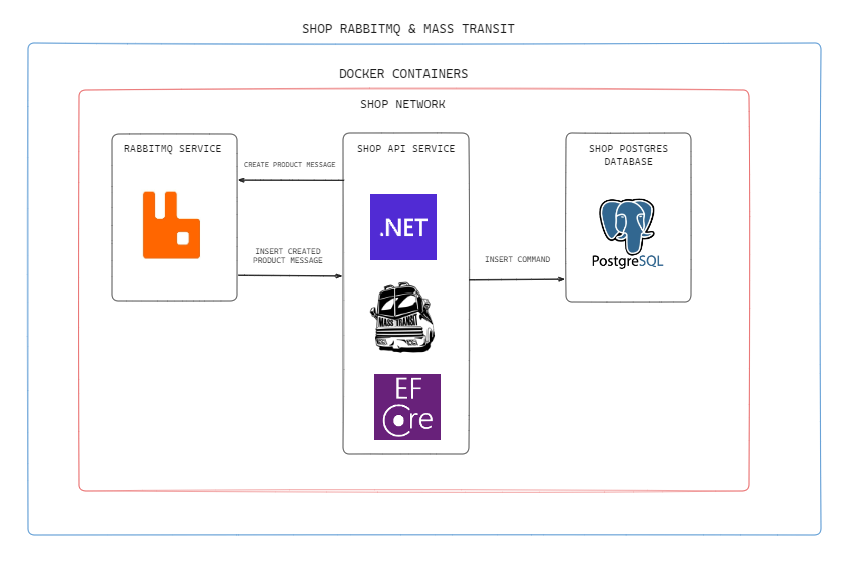 SHOP RABBITMQ & MASS TRANSIT
DOCKER CONTAINERS
SHOP NETWORK
RABBITMQ SERVICE
CREATE PRODUCT MESSAGE
INSERT CREATED
PRODUCT MESSAGE
SHOP API SERVICE
.NET
MASS TRANSIT
EF
Core
INSERT COMMAND
SHOP POSTGRES
DATABASE
PostgreSQL